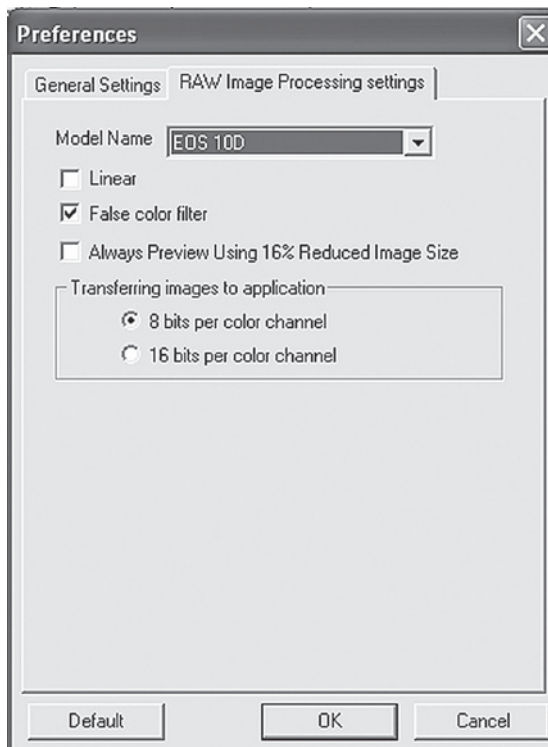 Preferences
General Settings
RAW Image Processing settings
Model Name EOS 10D
Linear
False color filter
Always Preview Using 16% Reduced Image Size
Transferring images to application
8 bits per color channel
16 bits per color channel
Default OK Cancel